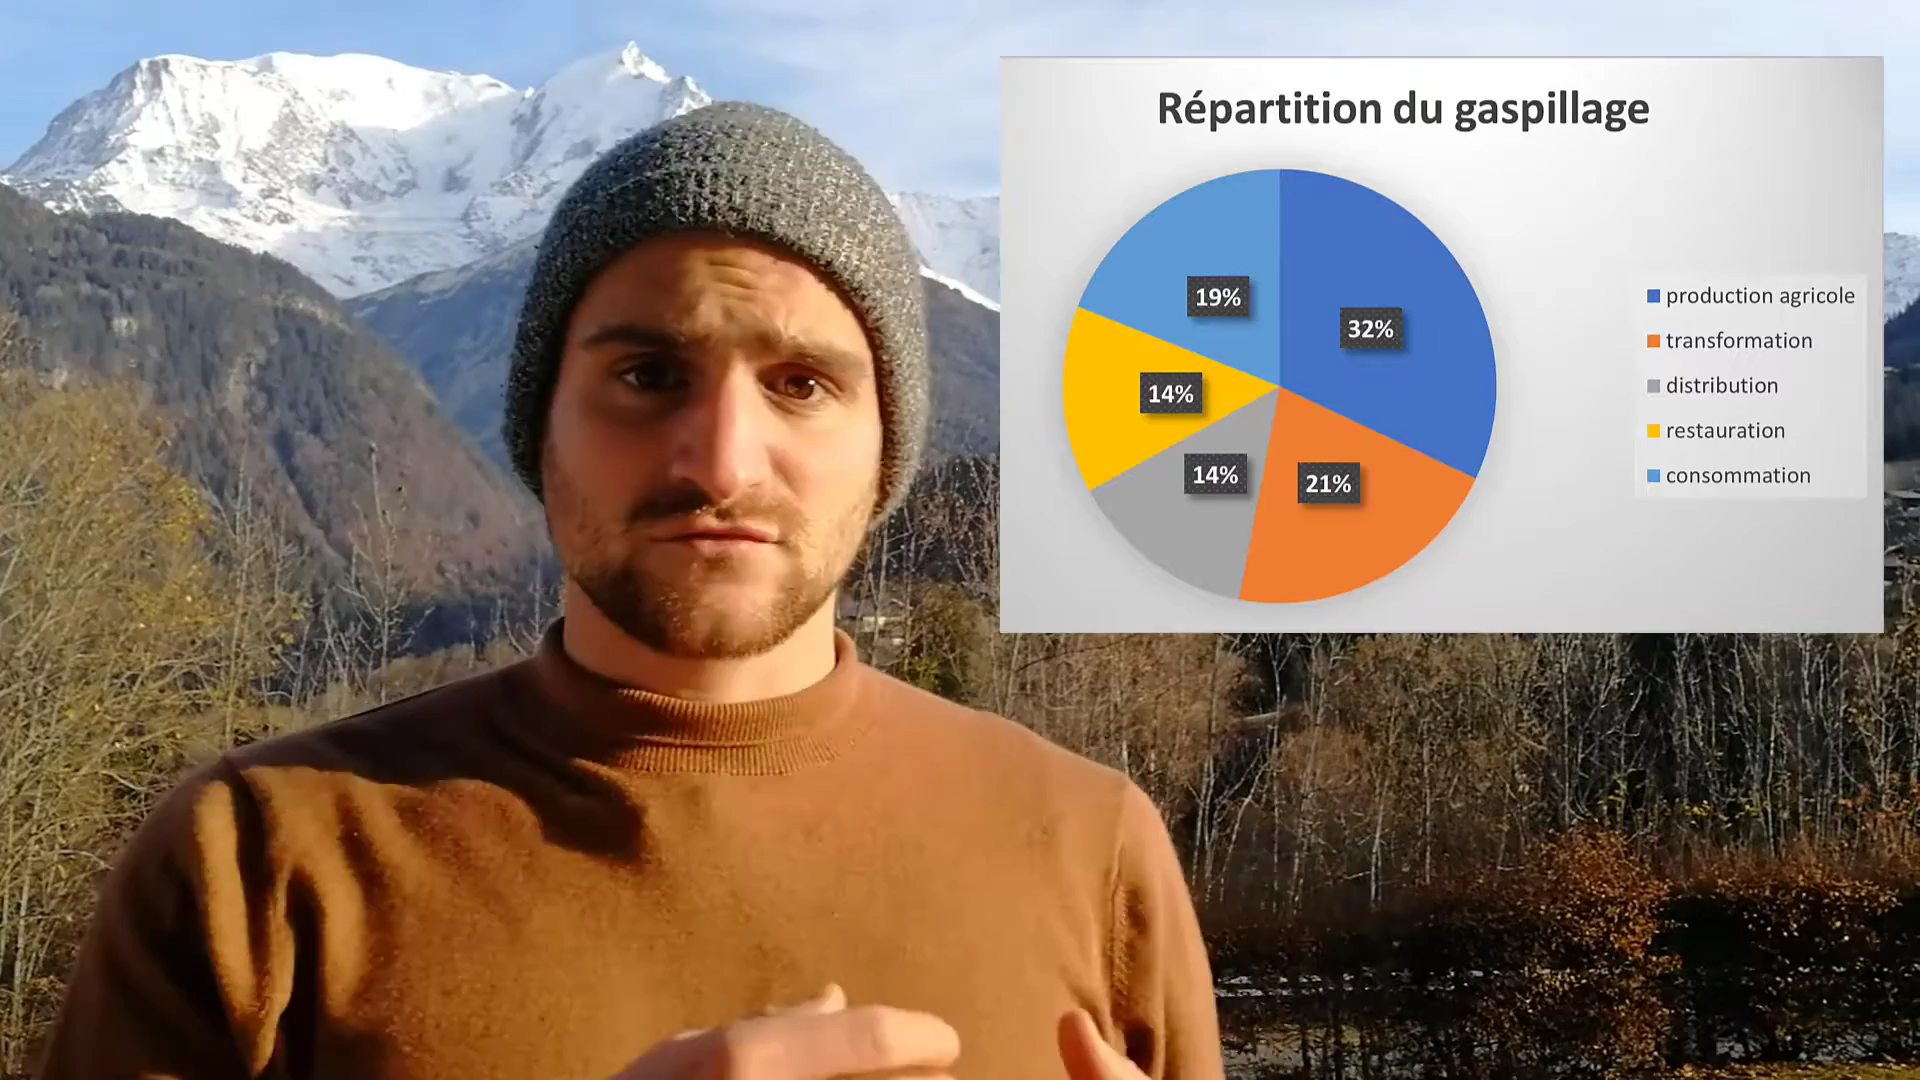 Répartition du gaspillage
19%
32%
14%
14%
21%
production agricole
transformation
distribution
restauration
consommation